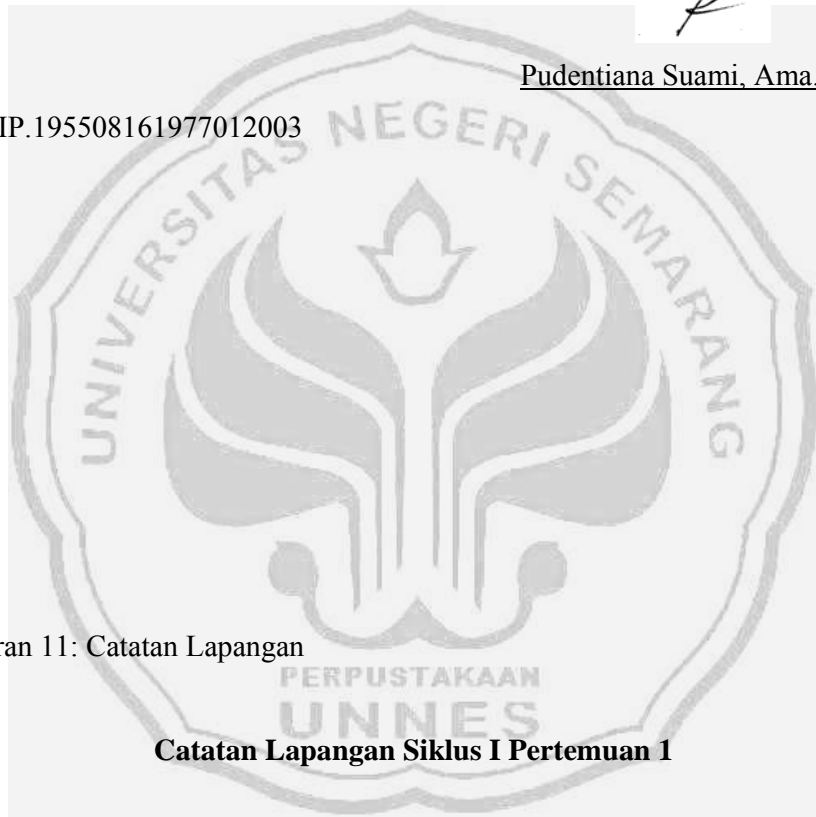 Pudentiana Suami, Ama.
IP.195508161977012003
UNIVERSITAS NEGERI SEMARANG
ran 11: Catatan Lapangan
PERPUSTAKAAN
UNNES
Catatan Lapangan Siklus I Pertemuan 1